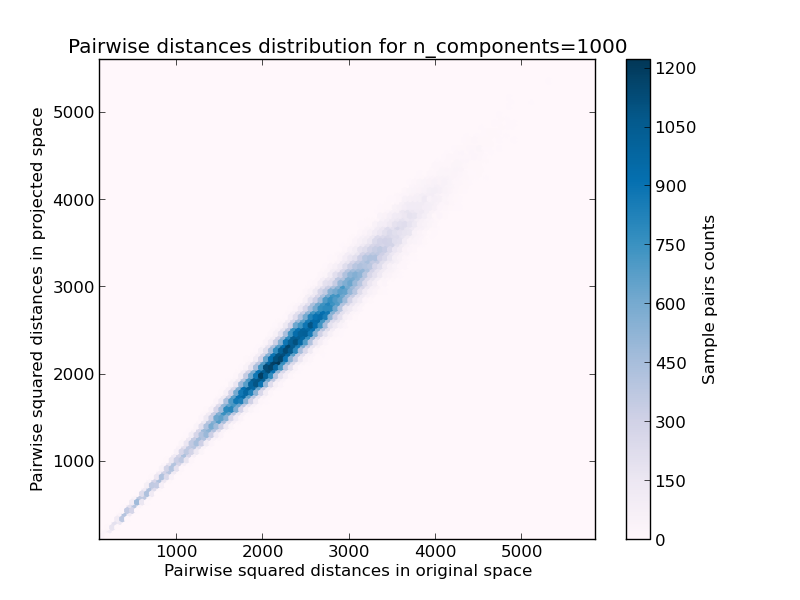 Pairwise distances distribution for n_components=1000
Pairwise squared distances in projected space
5000
4000
3000
2000
1000
1000 2000 3000 4000 5000
Pairwise squared distances in original space
1200
1050
900
750
600
450
300
150
0
Sample pairs counts